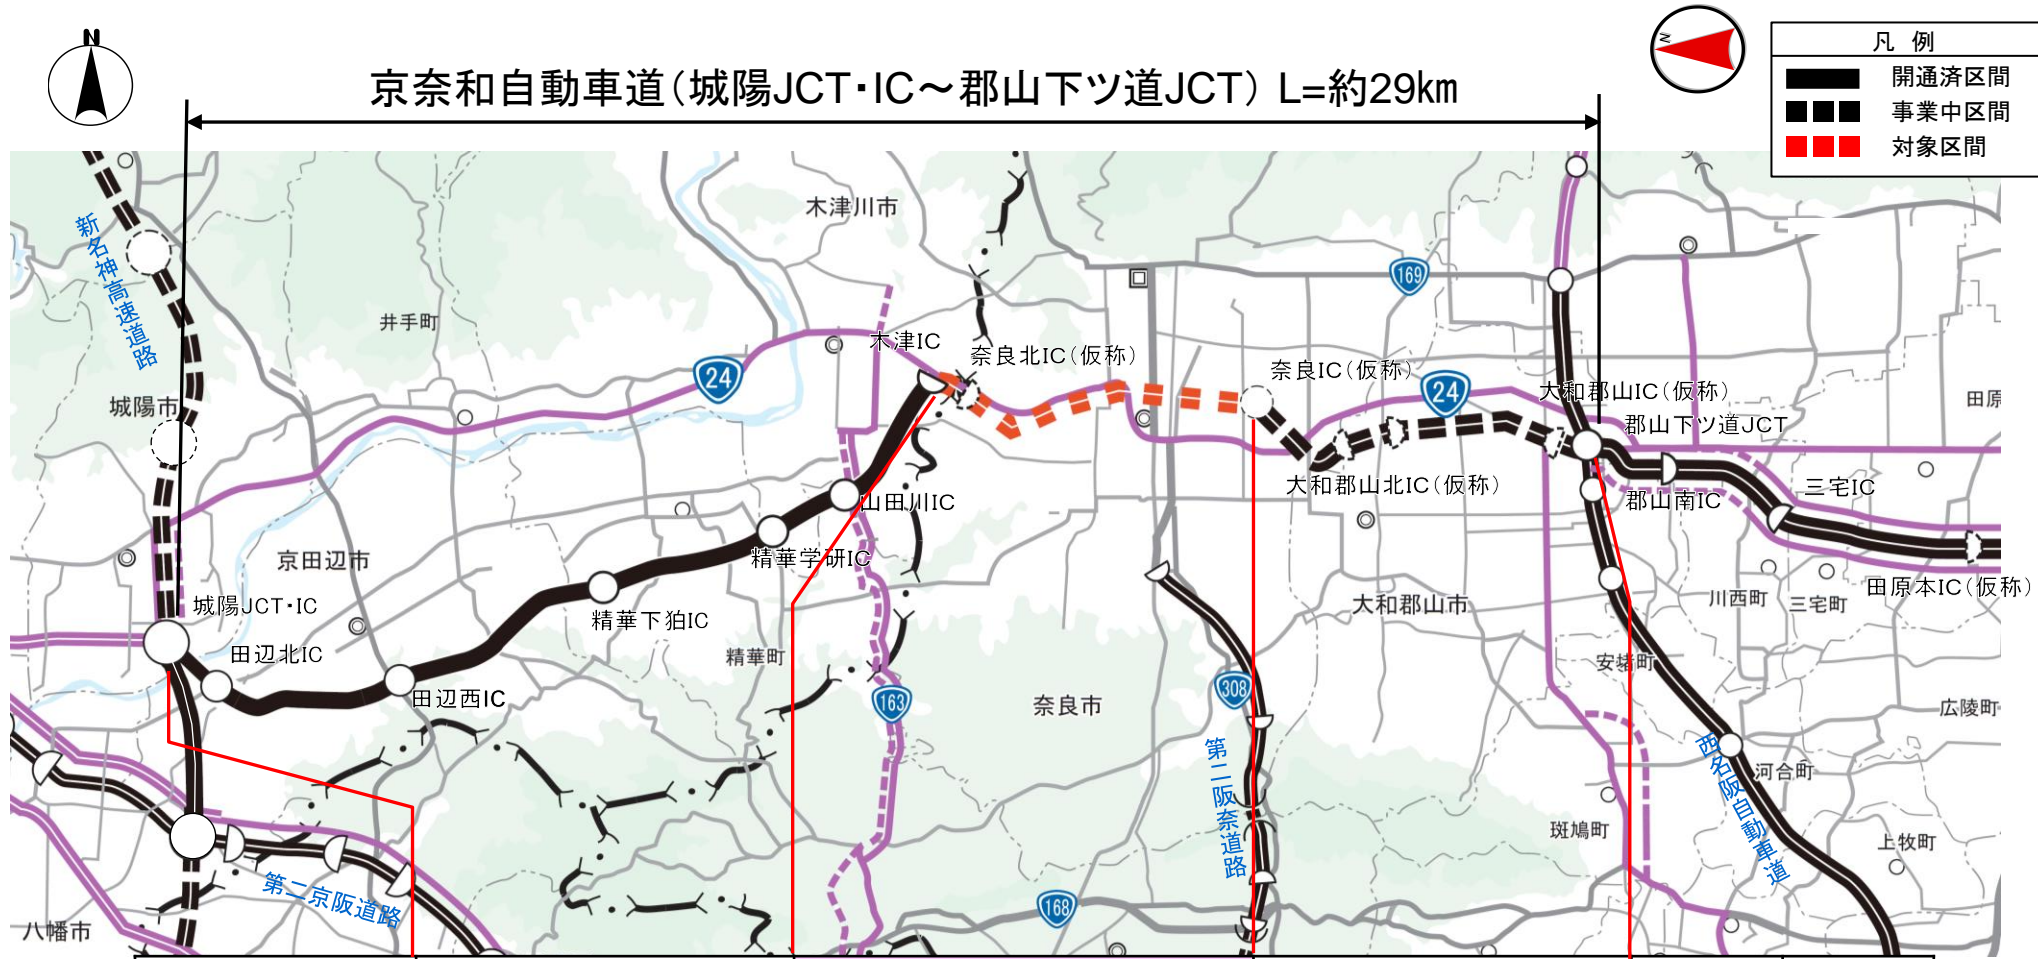 N
京奈和自動車道(城陽JCT・IC～郡山下ツ道JCT) L=約29㎞
N
凡 例
開通済区間
事業中区間
対象区間
新名神高速道路
木津川市
井手町
169
木津IC
奈良北IC(仮称)
奈良IC(仮称)
24
24
大和郡山IC(仮称)
郡山下ツ道JCT
城陽市
田原
山田川IC
大和郡山北IC(仮称)
郡山南IC
三宅IC
京田辺市
精華学研IC
城陽JCT・IC
精華下狛IC
大和郡山市
川西町
三宅町
田原本IC(仮称)
田辺北IC
精華町
安堵町
田辺西IC
163
奈良市
308
広陵町
第二阪奈道路
西名阪自動車道
河合町
斑鳩町
上牧町
第二京阪道路
168
八幡市